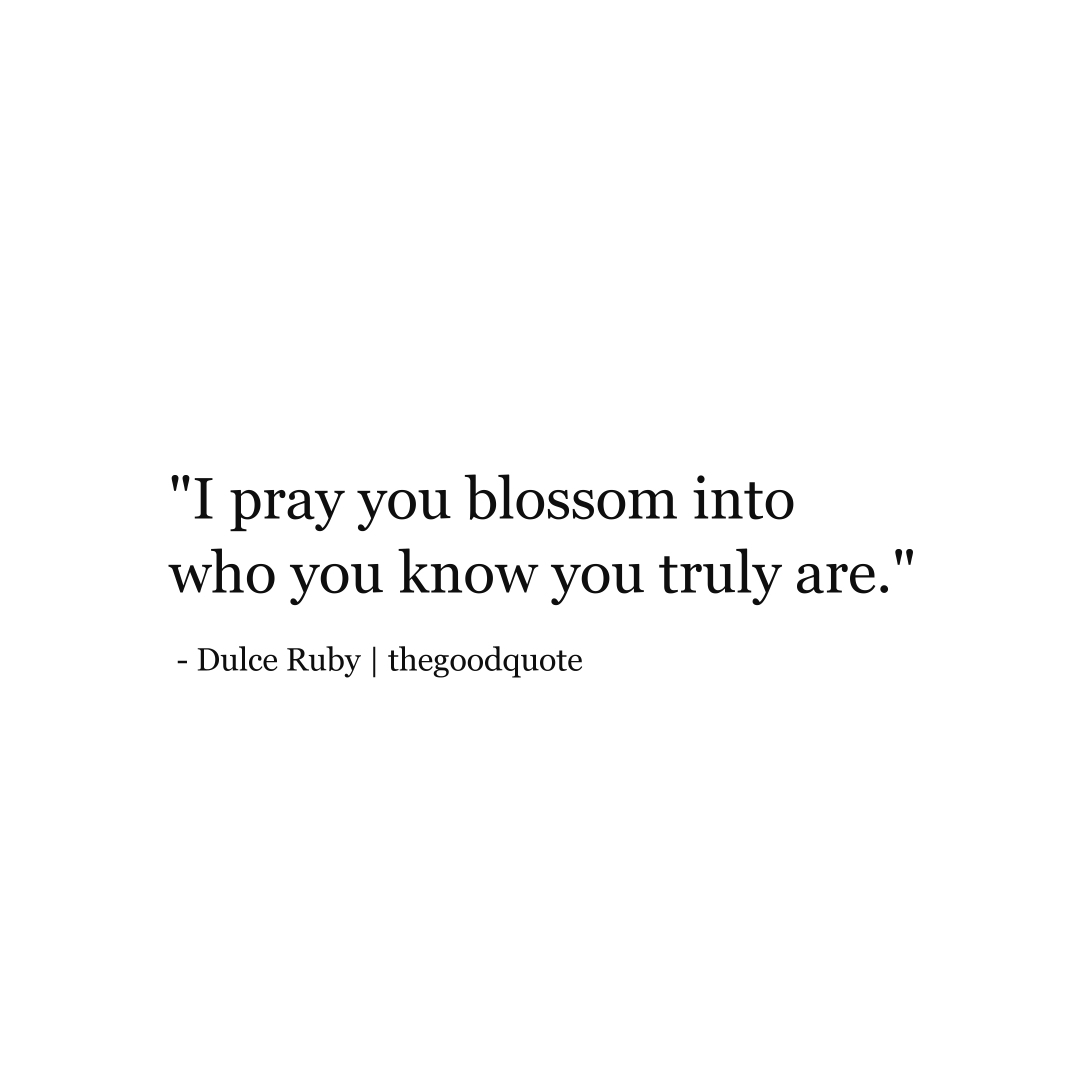 "I pray you blossom into
who you know you truly are."
- Dulce Ruby | thegoodquote